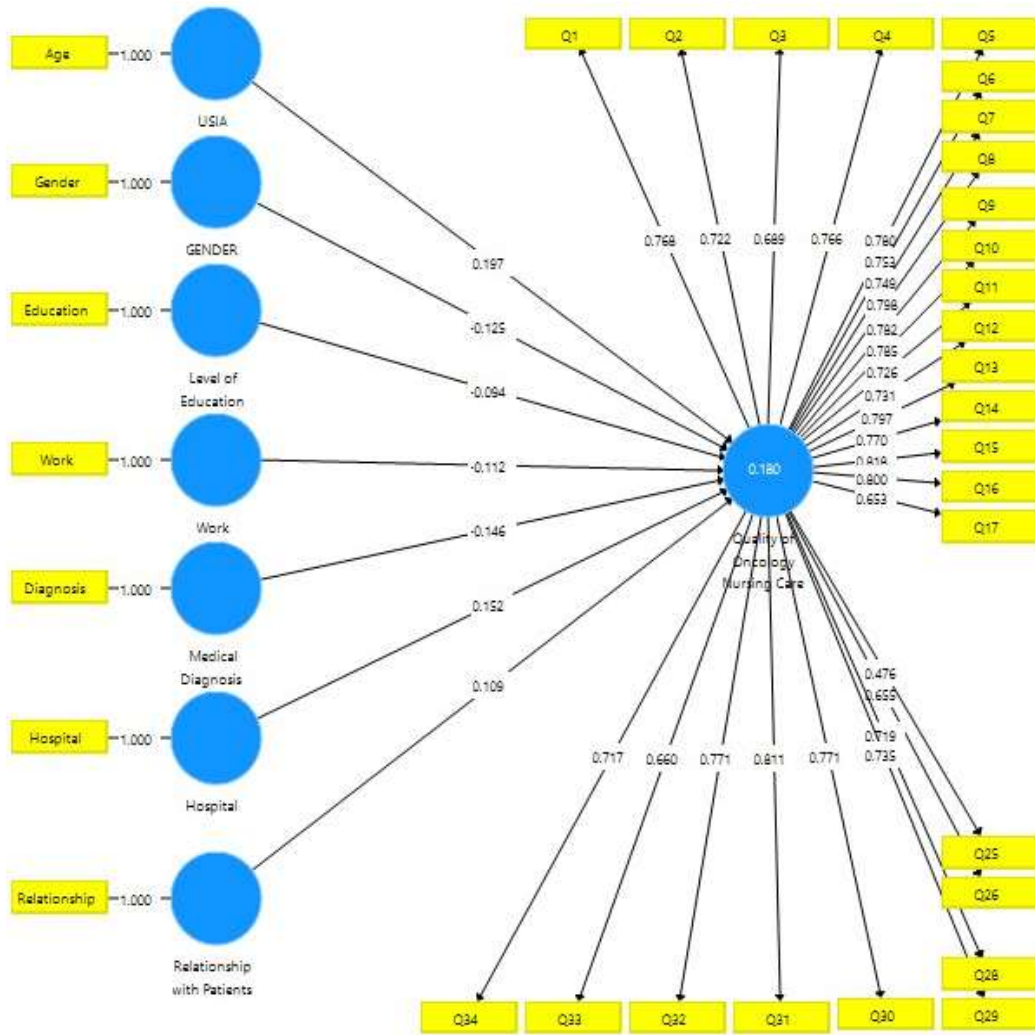 Age
1.000
USIA
Gender
1.000
GENDER
Education
1.000
Level of
Education
Work
1.000
Work
Diagnosis
1.000
Medical
Diagnosis
Hospital
1.000
Hospital
Relationship
1.000
Relationship
with Patients
0.197
-0.125
-0.094
-0.112
-0.146
0.152
0.109
Q1
Q2
Q3
Q4
Q5
Q6
Q7
Q8
Q9
Q10
Q11
Q12
Q13
Q14
Q15
Q16
Q17
0.768
0.722
0.689
0.766
0.780
0.753
0.749
0.798
0.782
0.785
0.726
0.731
0.797
0.770
0.800
0.653
0.180
Quality of
Oncology
Nursing Care
0.476
0.655
0.719
0.735
0.717
0.660
0.771
0.811
0.771
Q25
Q26
Q28
Q29
Q34
Q33
Q32
Q31
Q30